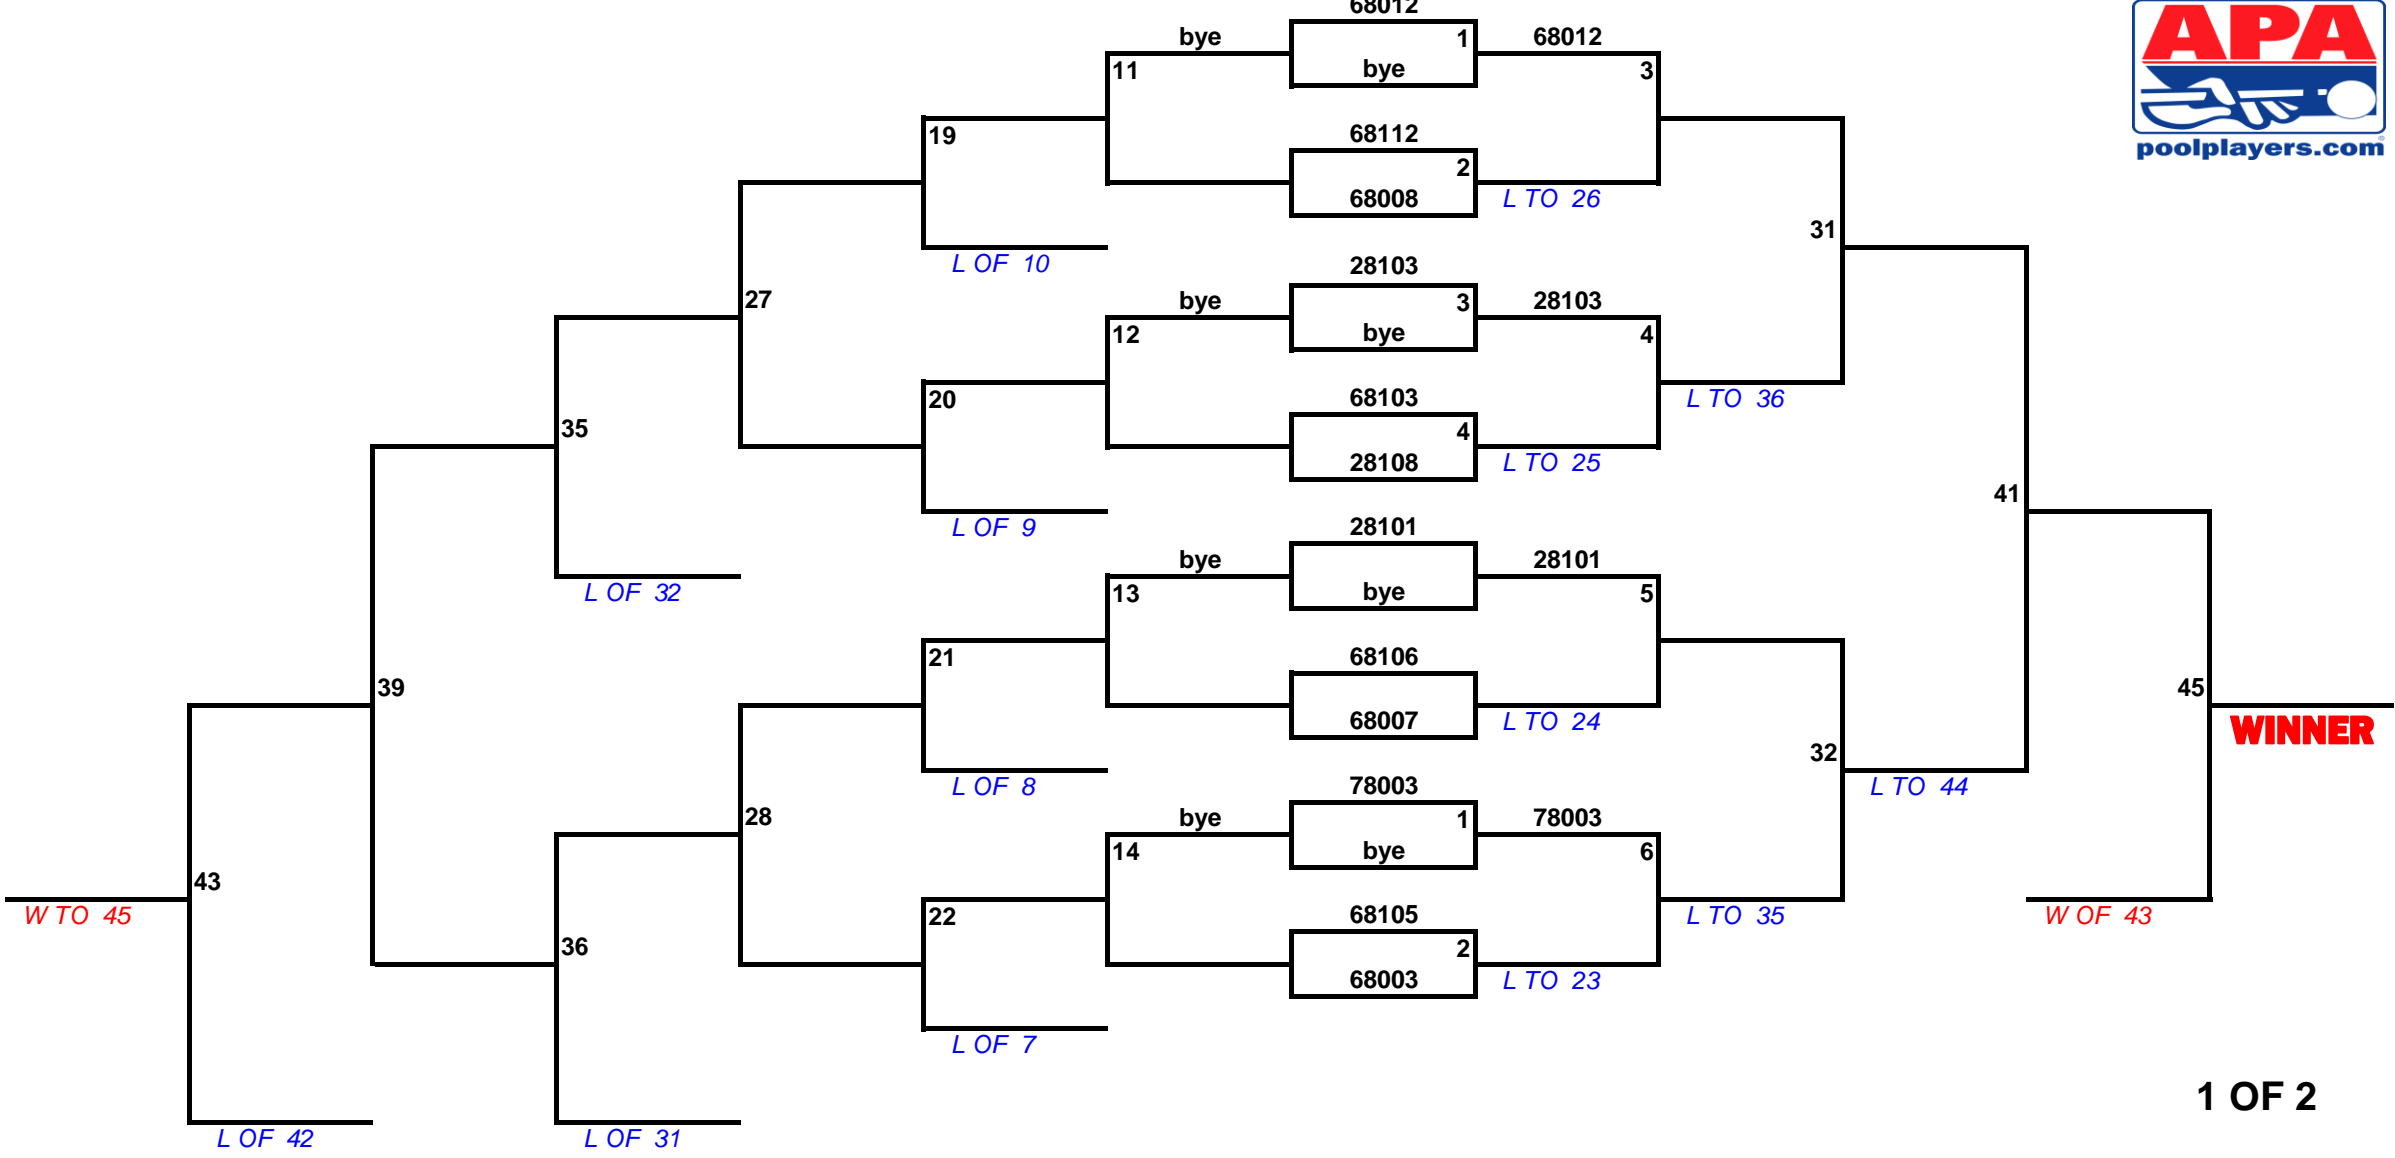 68012
bye
1
68012
11
bye
3
APA
19
68112
2
68008
L TO 26
poolplayers.com
31
L OF 10
28103
27
bye
3
28103
12
bye
4
20
68103
L TO 36
35
4
28108
L TO 25
41
L OF 9
28101
bye
28101
L OF 32
13
bye
5
21
68106
39
45
68007
L TO 24
WINNER
32
L OF 8
78003
L TO 44
28
bye
1
78003
14
bye
6
43
W TO 45
22
68105
L TO 35
W OF 43
36
2
68003
L TO 23
L OF 7
1 OF 2
L OF 42
L OF 31